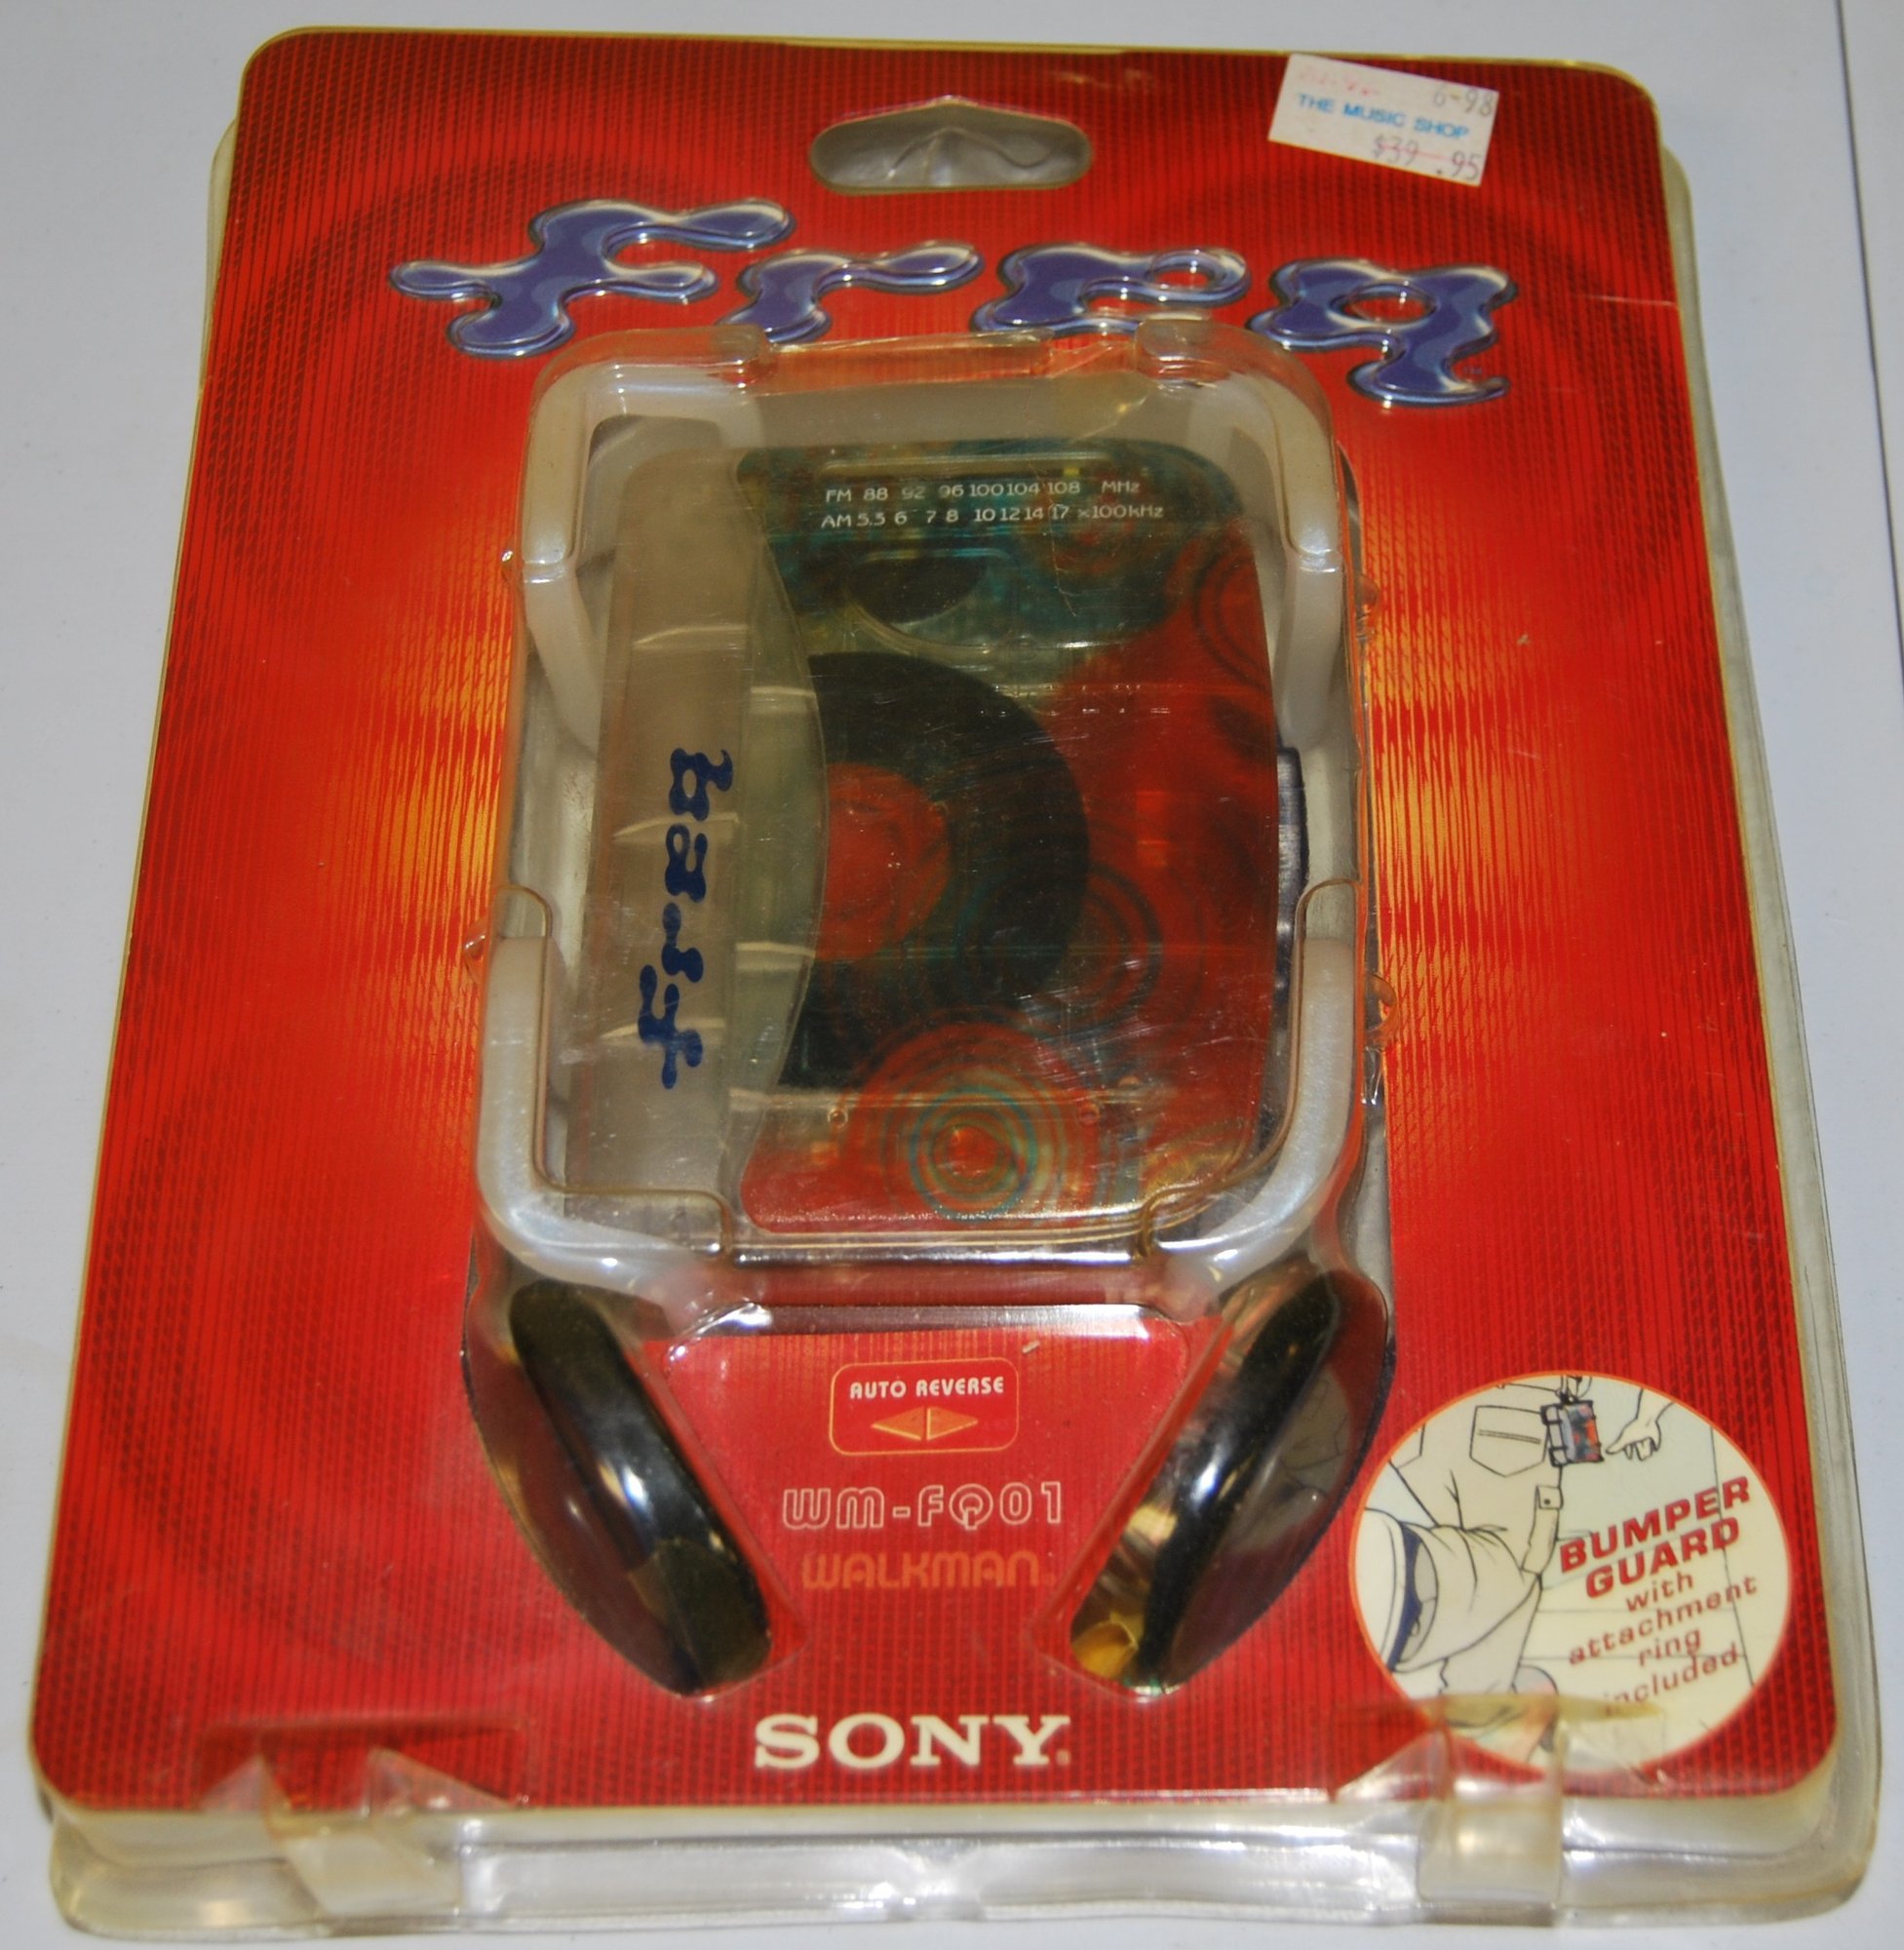 6-98
THE MUSIC SHOP
$39.95
freq
FM 88 92 96 100 104 108 MHz
AM 5.3 6 7 8 10 12 14 17 ×100kHz
freq
AUTO REVERSE
WM-FQ01
WALKMAN
SONY
BUMPER
GUARD
with
attachment
ring
included